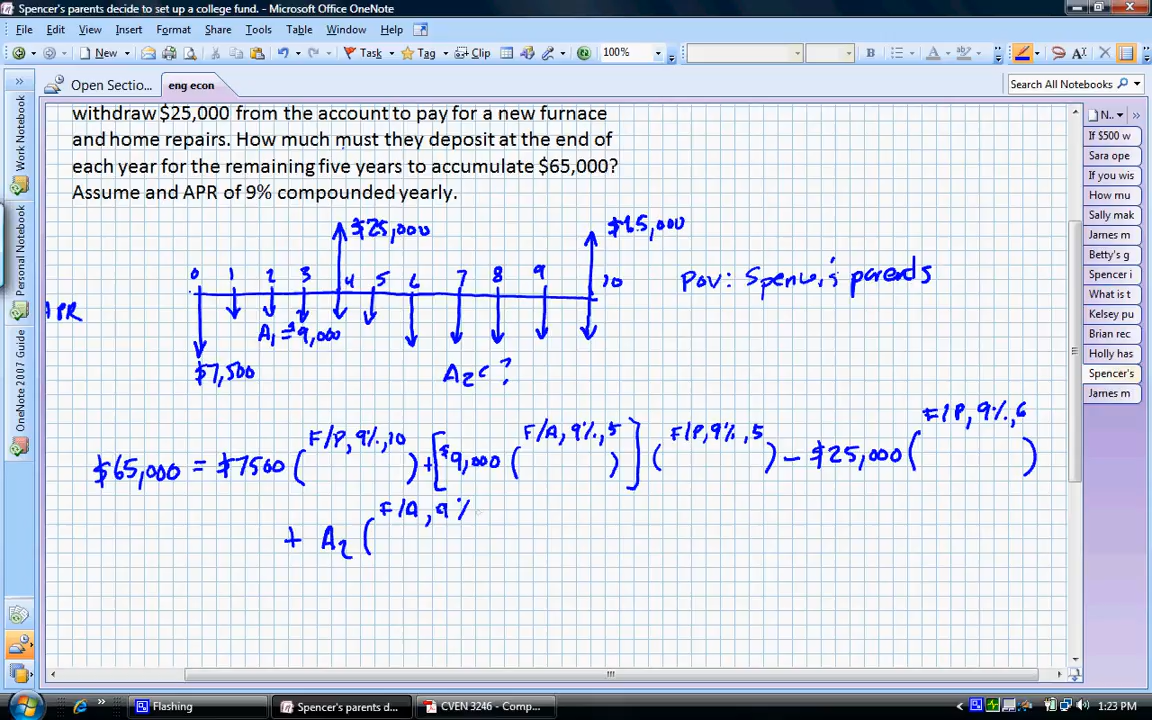 Spencer's parents decide to set up a college fund. - Microsoft Office OneNote
File Edit View Insert Format Share Tools Table Window Help
New Task Tag Clip 100% B A
Open Sectio... eng econ Search All Notebooks
Work Notebook
Personal Notebook
OneNote 2007 Guide
withdraw $25,000 from the account to pay for a new furnace
and home repairs. How much must they deposit at the end of
each year for the remaining five years to accumulate $65,000?
Assume and APR of 9% compounded yearly.
N..
If $500 w
Sara ope
If you wis
How mu
Sally mak
James m
Betty's g
Spencer i
What is t
Kelsey pu
Brian rec
Holly has
Spencer's
James m
$25,000 $65,000
0 1 2 3 4 5 6 7 8 9 10
Pov: Spencer's parents
APR
A1 = $9,000
$7,500 A2 = ?
F/P, 9%, 10 F/A, 9%, 5 F/P, 9%, 5 F/P, 9%, 6
$65,000 = $7500 ( ) + [$9,000 ( )] ( ) - $25,000 ( )
F/A, 9%
+ A2 (
Flashing Spencer's parents d... CVEN 3246 - Comp... 1:23 PM